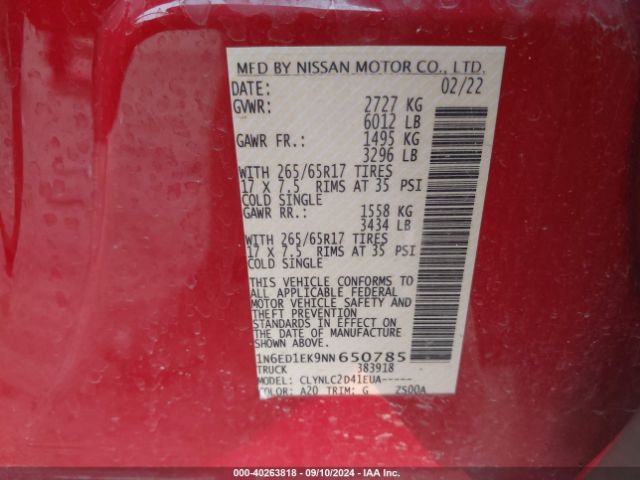 MFD BY NISSAN MOTOR CO., LTD.
DATE: 02/22
GVWR: 2727 KG
6012 LB
GAWR FR.: 1495 KG
3296 LB
WITH 265/65R17 TIRES
17 X 7.5 RIMS AT 35 PSI
COLD SINGLE
GAWR RR.: 1558 KG
3434 LB
WITH 265/65R17 TIRES
17 X 7.5 RIMS AT 35 PSI
COLD SINGLE
THIS VEHICLE CONFORMS TO
ALL APPLICABLE FEDERAL
MOTOR VEHICLE SAFETY AND
THEFT PREVENTION
STANDARDS IN EFFECT ON
THE DATE OF MANUFACTURE
SHOWN ABOVE.
1N6ED1EK9NN650785
TRUCK 383918
MODEL: CLYNLC2D41EUA-----
COLOR: A20 TRIM: G 2S00A
000-40263818 - 09/10/2024 - IAA Inc.